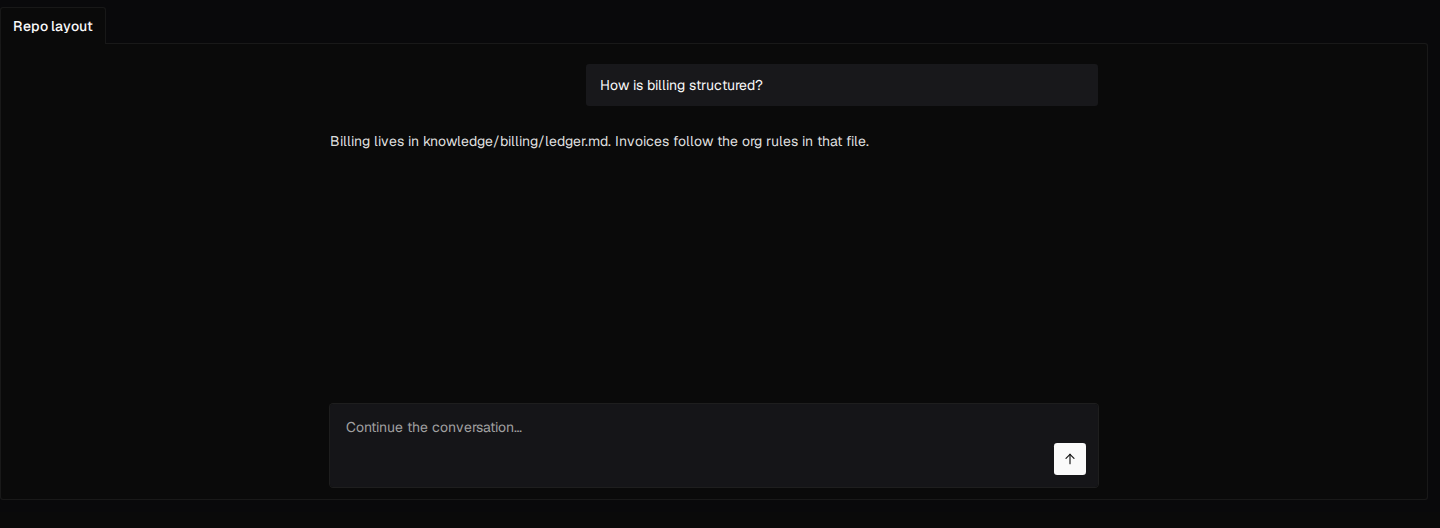 Repo layout
How is billing structured?
Billing lives in knowledge/billing/ledger.md. Invoices follow the org rules in that file.
Continue the conversation…